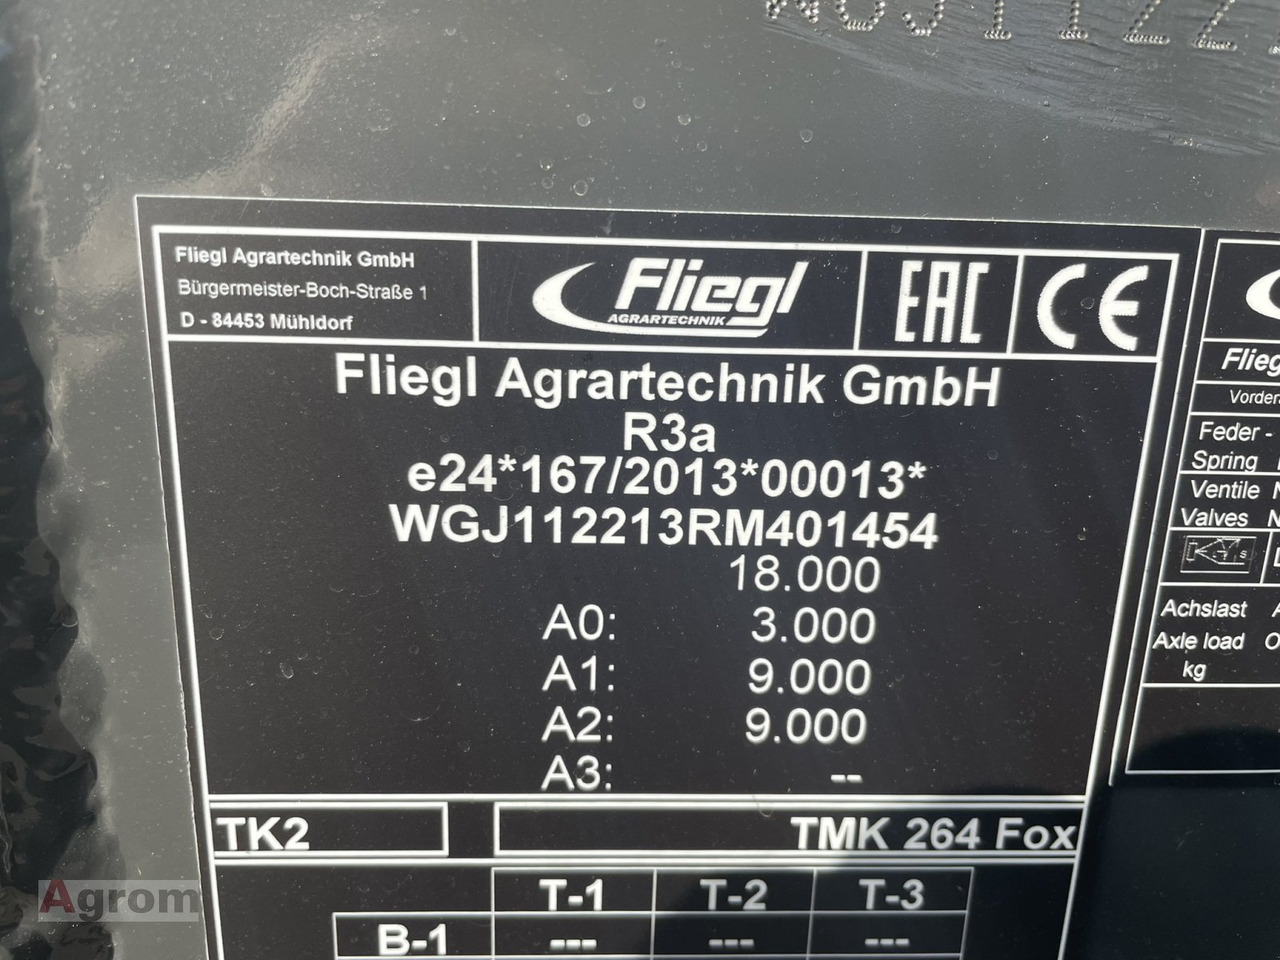 Fliegl Agrartechnik GmbH
Bürgermeister-Boch-Straße 1
D - 84453 Mühldorf
Fliegl
AGRARTECHNIK
EAC
CE
Fliegl Agrartechnik GmbH
R3a
e24*167/2013*00013*
WGJ112213RM401454
18.000
A0: 3.000
A1: 9.000
A2: 9.000
A3: --
TK2
TMK 264 Fox
T-1 T-2 T-3
B-1 --- --- ---
Feder -
Spring
Ventile
Valves
s
Achslast
Axle load
kg
Agrom